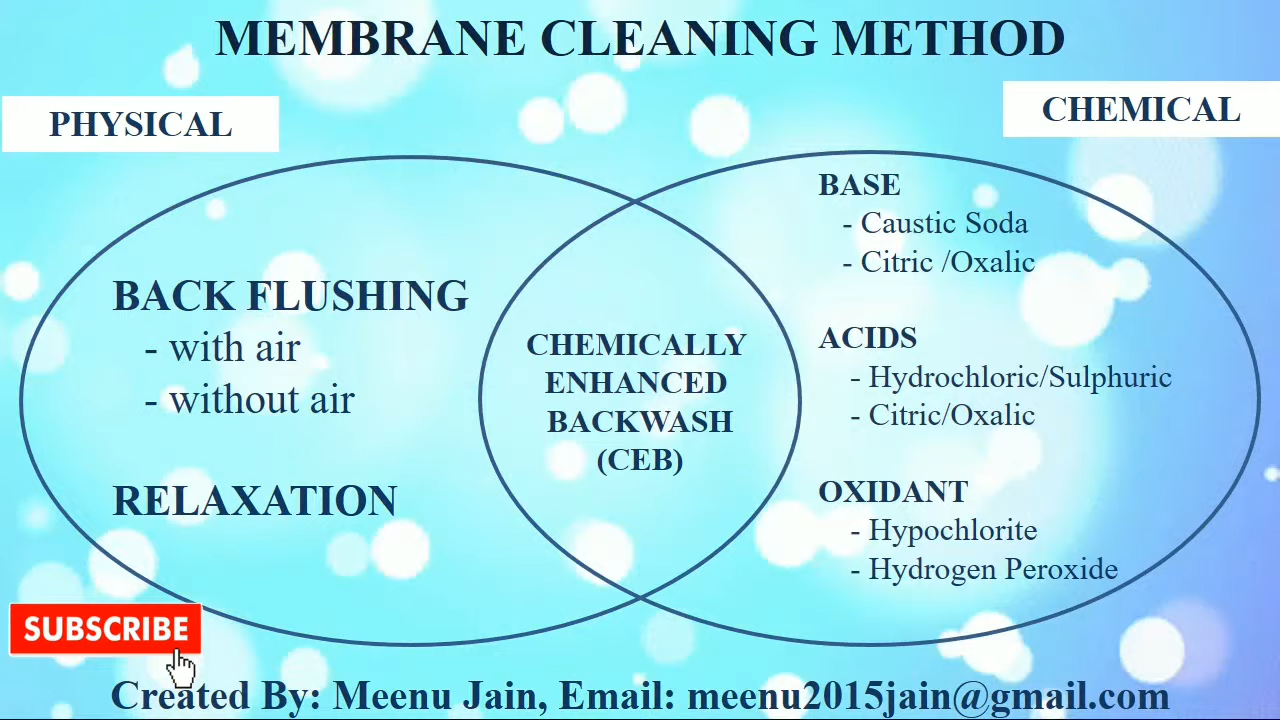 MEMBRANE CLEANING METHOD
PHYSICAL
CHEMICAL
BACK FLUSHING
- with air
- without air
RELAXATION
CHEMICALLY
ENHANCED
BACKWASH
(CEB)
BASE
- Caustic Soda
- Citric /Oxalic
ACIDS
- Hydrochloric/Sulphuric
- Citric/Oxalic
OXIDANT
- Hypochlorite
- Hydrogen Peroxide
SUBSCRIBE
Created By: Meenu Jain, Email: meenu2015jain@gmail.com